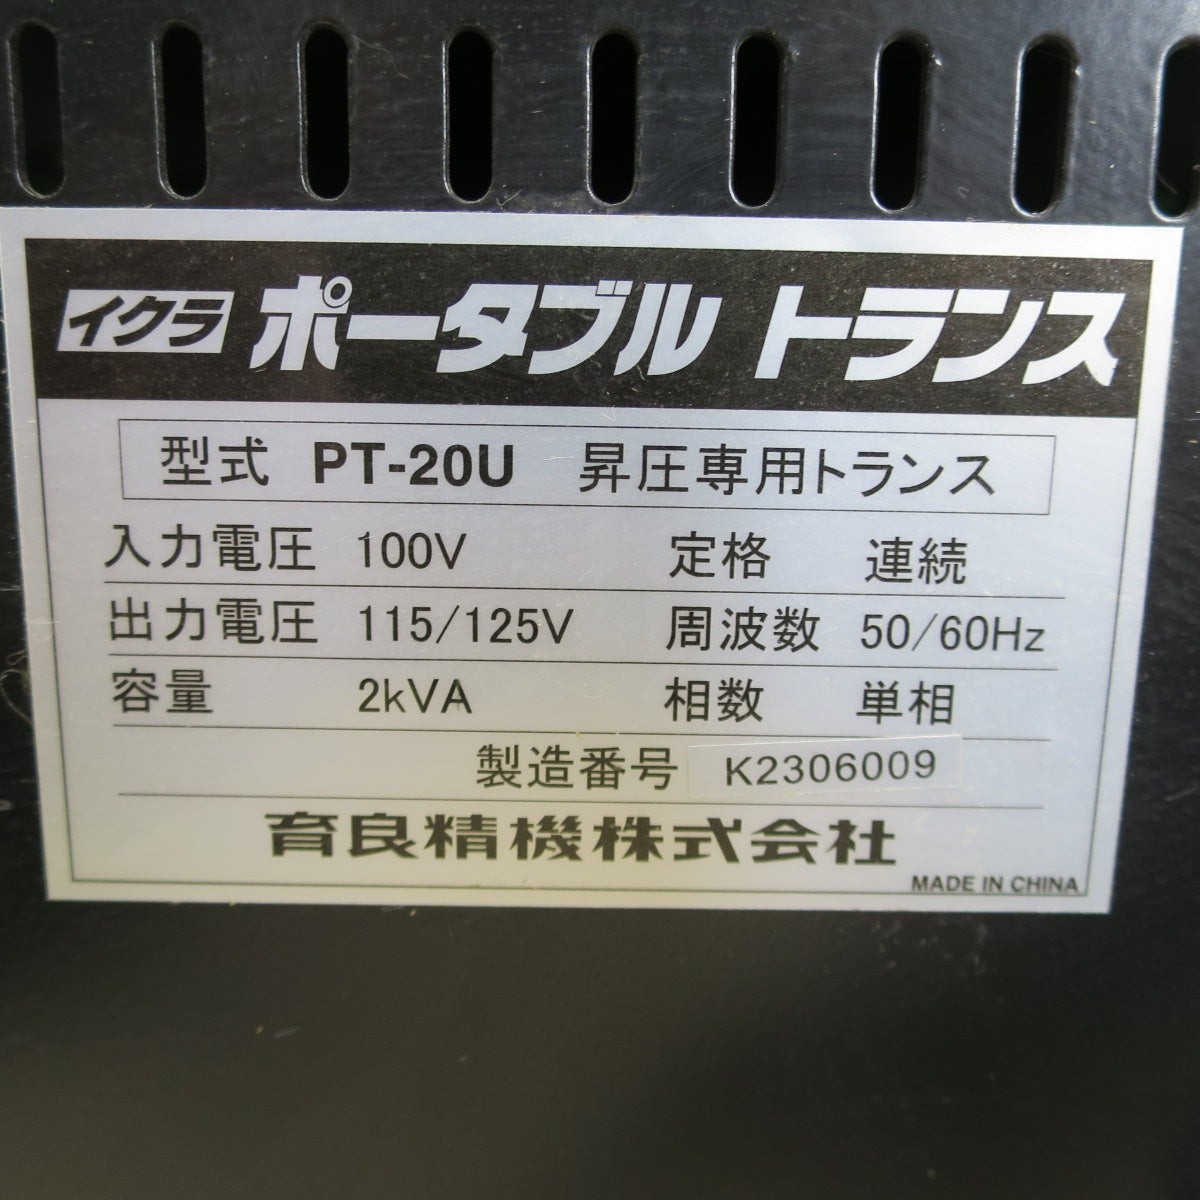 イクラ ポータブル トランス
型式 PT-20U 昇圧専用トランス
入力電圧 100V 定格 連続
出力電圧 115/125V 周波数 50/60Hz
容量 2kVA 相数 単相
製造番号 K2306009
育良精機株式会社
MADE IN CHINA